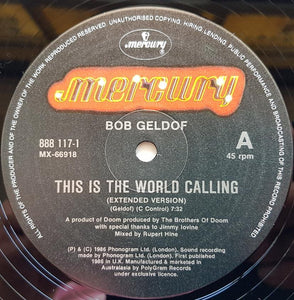 ALL RIGHTS OF THE PRODUCER AND OF THE OWNER OF THE WORK REPRODUCED RESERVED. UNAUTHORISED COPYING, HIRING, LENDING, PUBLIC PERFORMANCE AND BROADCASTING OF THIS RECORD PROHIBITED
mercury
mercury
BOB GELDOF
888 117-1
MX-66918
A
45 rpm
THIS IS THE WORLD CALLING
(EXTENDED VERSION)
(Geldof) (C Control) 7:32
A product of Doom produced by The Brothers Of Doom
with special thanks to Jimmy Iovine
Mixed by Rupert Hine
(P) & (C) 1986 Phonogram Ltd. (London). Sound recording
made by Phonogram Ltd. (London). First published
1986 in U.K. Manufactured & marketed in
Australasia by PolyGram Records
under exclusive licence.